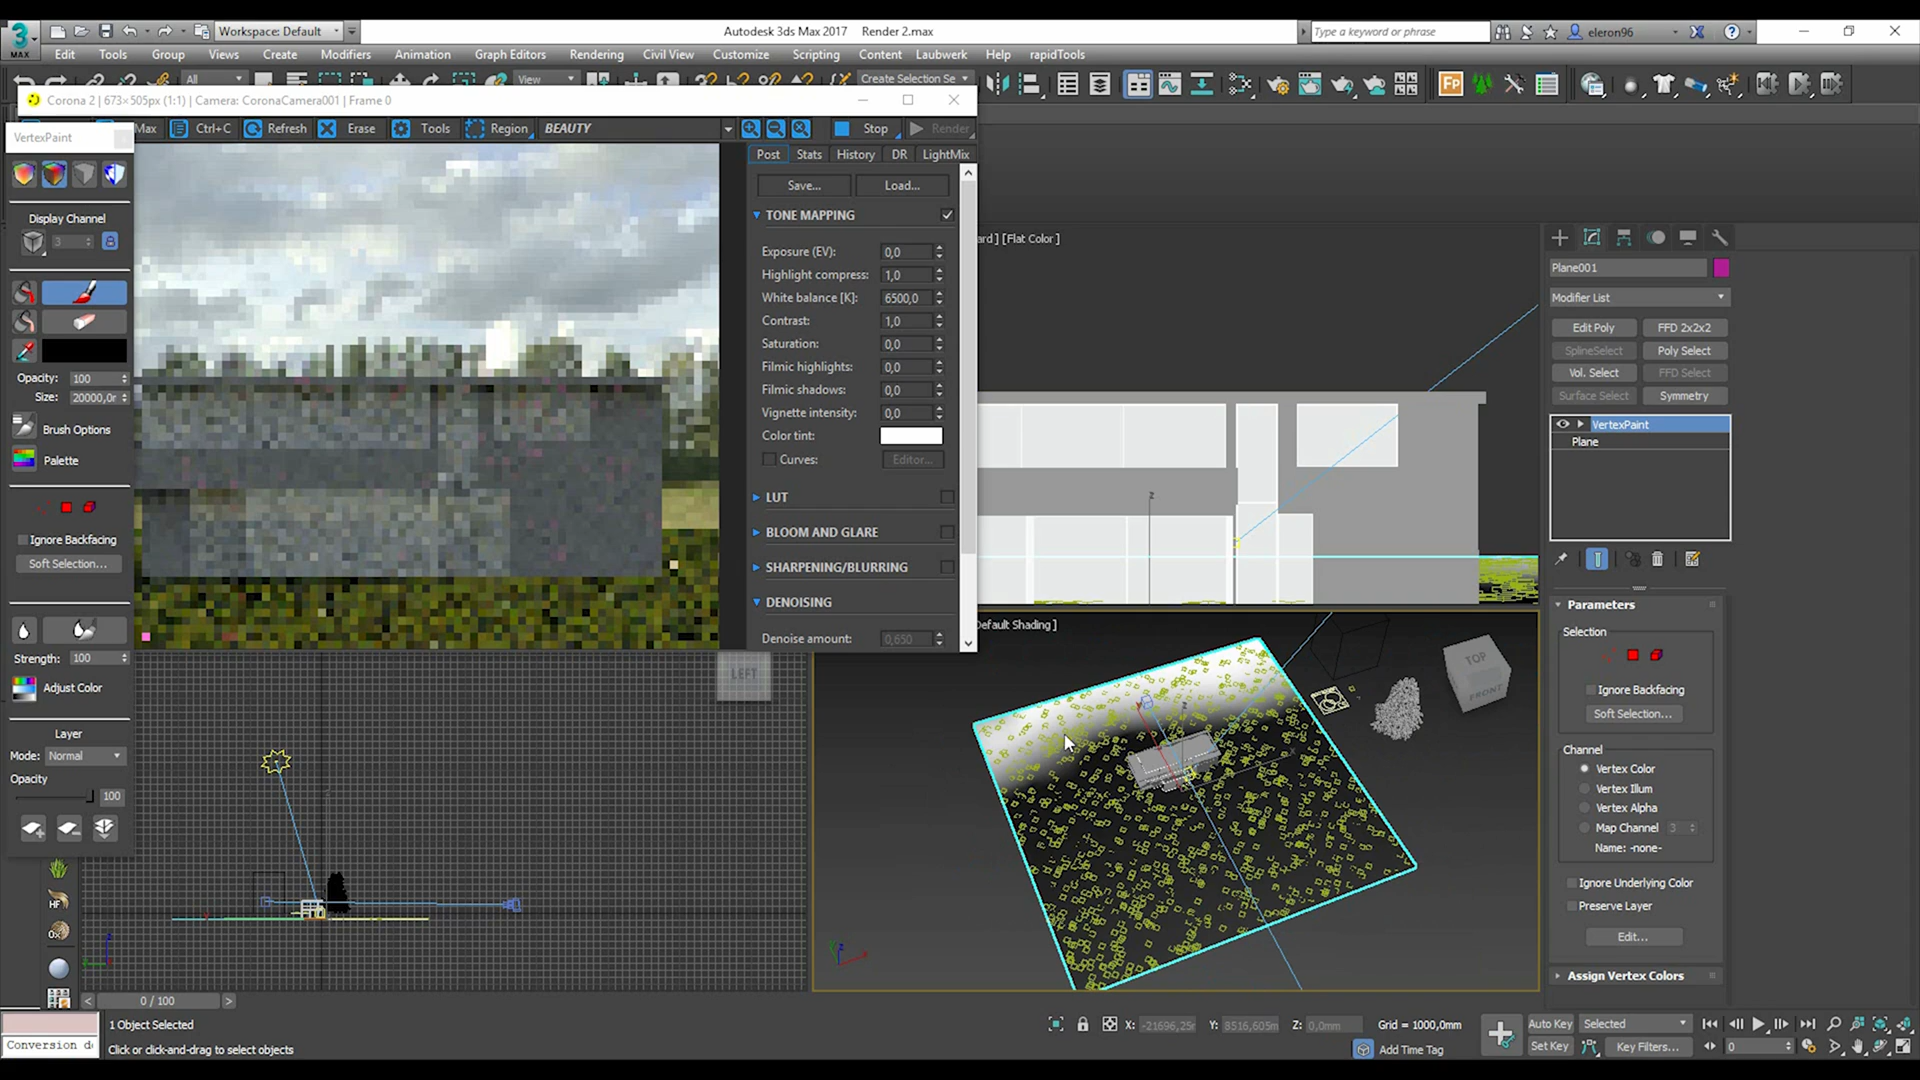 3
MAX
Workspace: Default
Autodesk 3ds Max 2017
Render 2.max
Type a keyword or phrase
eleron96
Edit
Tools
Group
Views
Create
Modifiers
Animation
Graph Editors
Rendering
Civil View
Customize
Scripting
Content
Laubwerk
Help
rapidTools
All
View
Create Selection Se
Fp
Corona 2 | 673×505px (1:1) | Camera: CoronaCamera001 | Frame 0
Max
Ctrl+C
Refresh
Erase
Tools
Region
BEAUTY
Stop
Render
Post
Stats
History
DR
LightMix
Save...
Load...
TONE MAPPING
Exposure (EV):
0,0
Highlight compress:
1,0
White balance [K]:
6500,0
Contrast:
1,0
Saturation:
0,0
Filmic highlights:
0,0
Filmic shadows:
0,0
Vignette intensity:
0,0
Color tint:
Curves:
Editor...
LUT
BLOOM AND GLARE
SHARPENING/BLURRING
DENOISING
Denoise amount:
0,650
VertexPaint
Display Channel
3
Opacity:
100
Size:
20000,0r
Brush Options
Palette
Ignore Backfacing
Soft Selection...
Strength:
100
Adjust Color
Layer
Mode:
Normal
Opacity
100
HF
ard ] [Flat Color ]
z
LEFT
Default Shading ]
TOP
FRONT
Plane001
Modifier List
Edit Poly
FFD 2x2x2
SplineSelect
Poly Select
Vol. Select
FFD Select
Surface Select
Symmetry
VertexPaint
Plane
Parameters
Selection
Ignore Backfacing
Soft Selection...
Channel
Vertex Color
Vertex Illum
Vertex Alpha
Map Channel
3
Name: -none-
Ignore Underlying Color
Preserve Layer
Edit...
Assign Vertex Colors
0 / 100
1 Object Selected
Click or click-and-drag to select objects
X:
-21696,25r
Y:
8516,605m
Z:
0,0mm
Grid = 1000,0mm
Add Time Tag
Auto Key
Selected
Set Key
Key Filters...
0